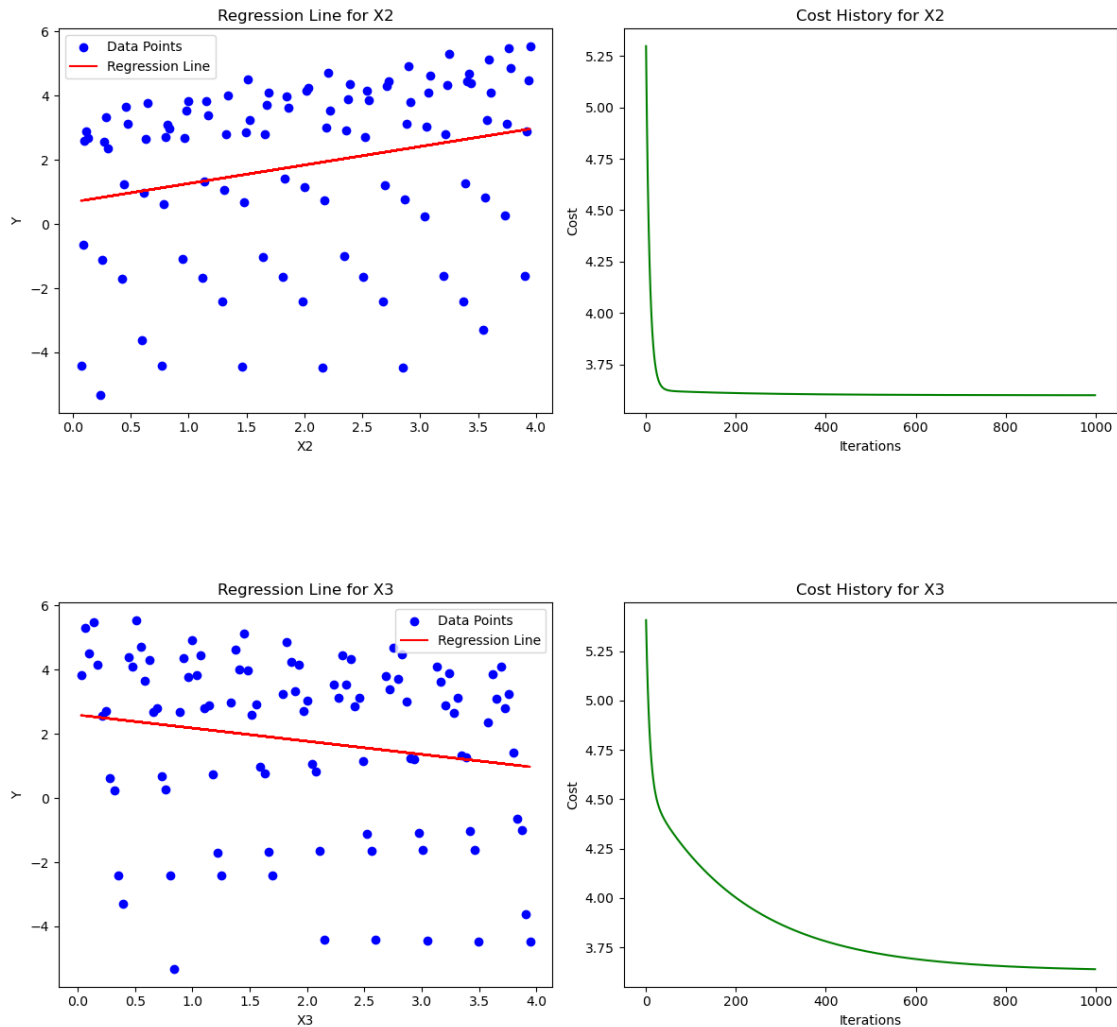 Regression Line for X2
Data Points
Regression Line
6
4
2
0
−2
−4
Y
0.0 0.5 1.0 1.5 2.0 2.5 3.0 3.5 4.0
X2
Cost History for X2
5.25
5.00
4.75
4.50
4.25
4.00
3.75
Cost
0 200 400 600 800 1000
Iterations
Regression Line for X3
Data Points
Regression Line
6
4
2
0
−2
−4
Y
0.0 0.5 1.0 1.5 2.0 2.5 3.0 3.5 4.0
X3
Cost History for X3
5.25
5.00
4.75
4.50
4.25
4.00
3.75
Cost
0 200 400 600 800 1000
Iterations